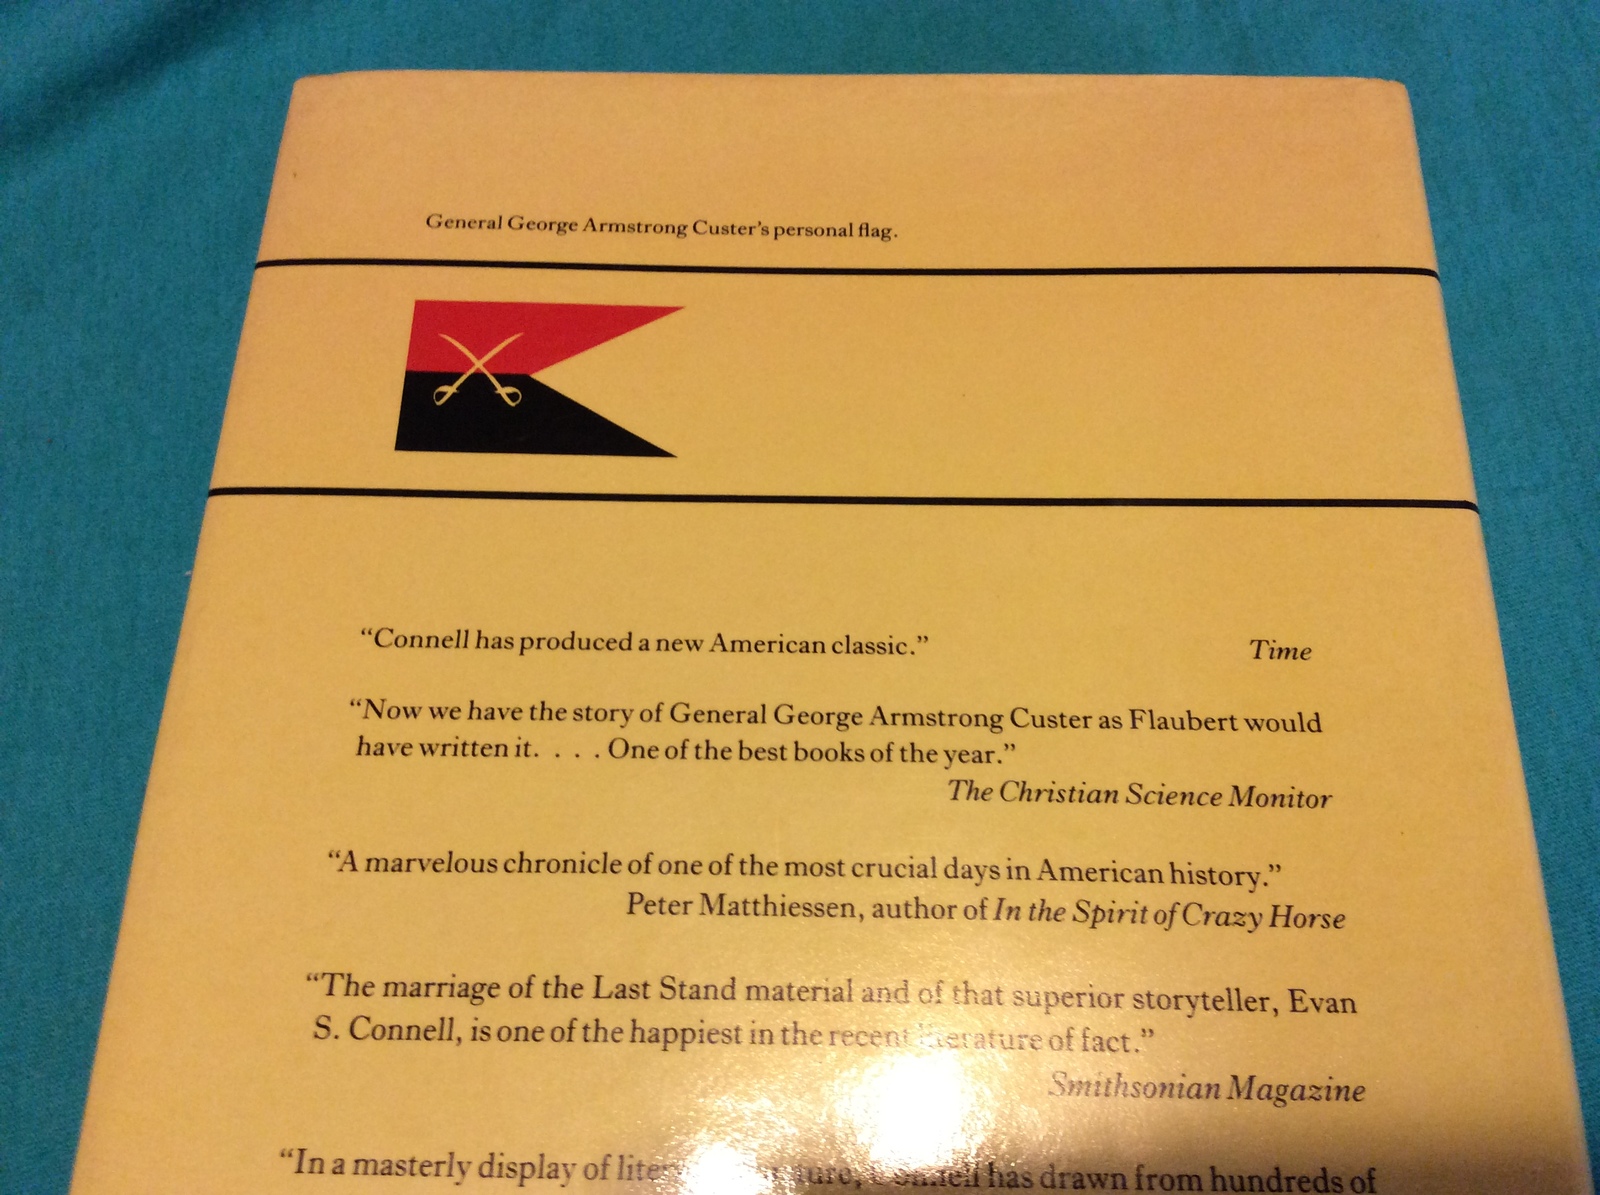 General George Armstrong Custer's personal flag.
“Connell has produced a new American classic.” Time
“Now we have the story of General George Armstrong Custer as Flaubert would
have written it. . . . One of the best books of the year.”
The Christian Science Monitor
“A marvelous chronicle of one of the most crucial days in American history.”
Peter Matthiessen, author of In the Spirit of Crazy Horse
“The marriage of the Last Stand material and of that superior storyteller, Evan
S. Connell, is one of the happiest in the recent literature of fact.”
Smithsonian Magazine
“In a masterly display of Connell has drawn from hundreds of